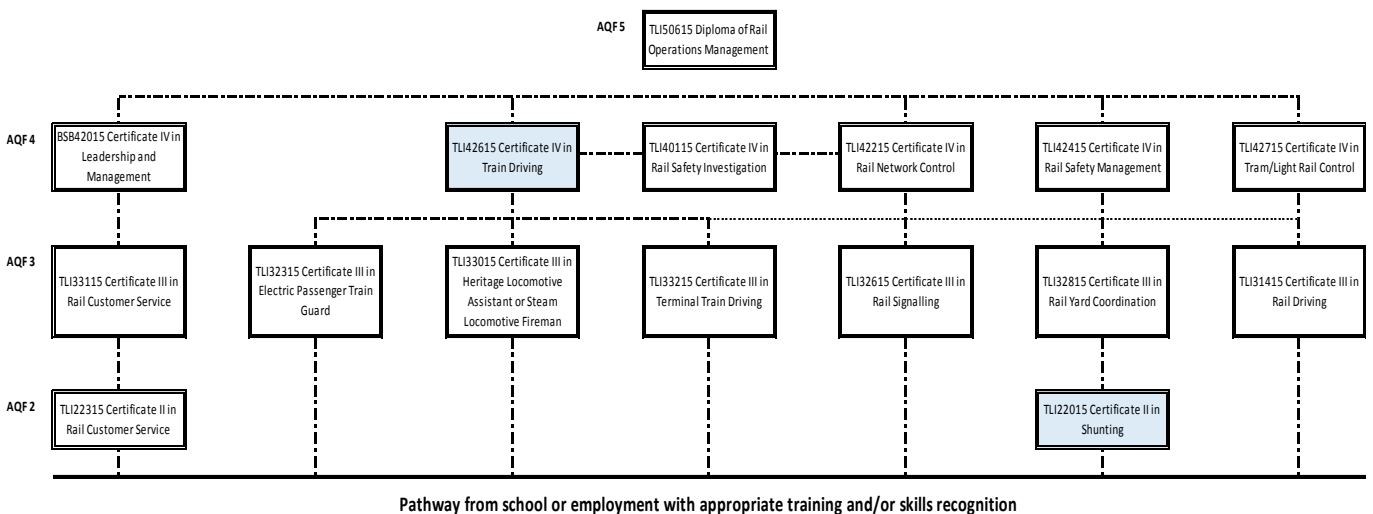 AQF 5
TLI50615 Diploma of Rail
Operations Management
AQF 4
BSB42015 Certificate IV in
Leadership and
Management
TLI42615 Certificate IV in
Train Driving
TLI40115 Certificate IV in
Rail Safety Investigation
TLI42215 Certificate IV in
Rail Network Control
TLI42415 Certificate IV in
Rail Safety Management
TLI42715 Certificate IV in
Tram/Light Rail Control
AQF 3
TLI33115 Certificate III in
Rail Customer Service
TLI32315 Certificate III in
Electric Passenger Train
Guard
TLI33015 Certificate III in
Heritage Locomotive
Assistant or Steam
Locomotive Fireman
TLI33215 Certificate III in
Terminal Train Driving
TLI32615 Certificate III in
Rail Signalling
TLI32815 Certificate III in
Rail Yard Coordination
TLI31415 Certificate III in
Rail Driving
AQF 2
TLI22315 Certificate II in
Rail Customer Service
TLI22015 Certificate II in
Shunting
Pathway from school or employment with appropriate training and/or skills recognition